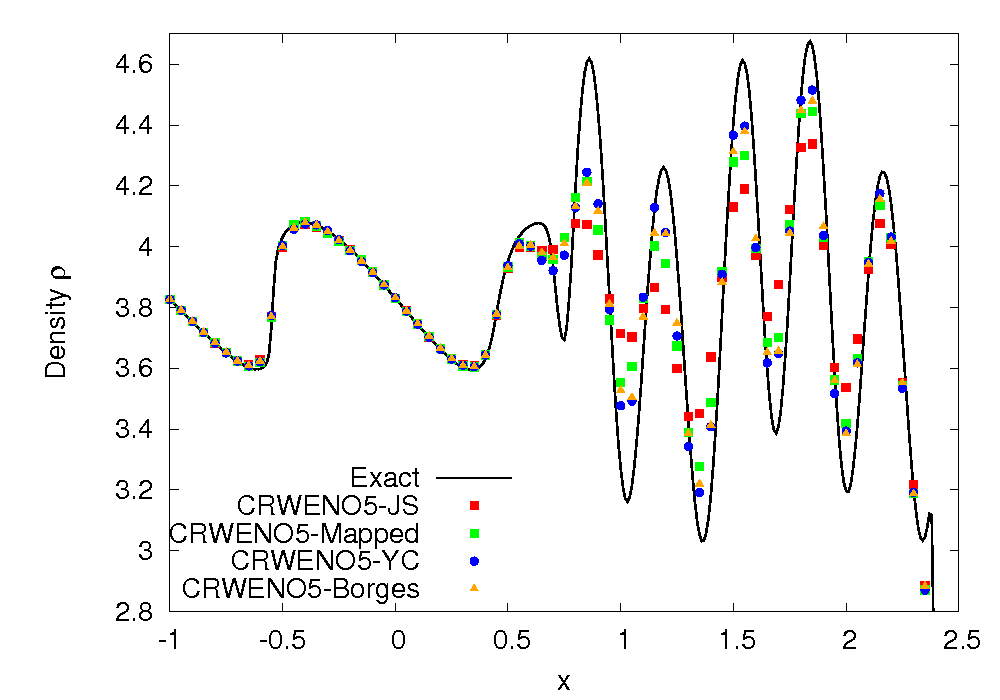 4.6
4.4
4.2
4
3.8
3.6
3.4
3.2
3
2.8
Density ρ
Exact
CRWENO5-JS
CRWENO5-Mapped
CRWENO5-YC
CRWENO5-Borges
-1 -0.5 0 0.5 1 1.5 2 2.5
x